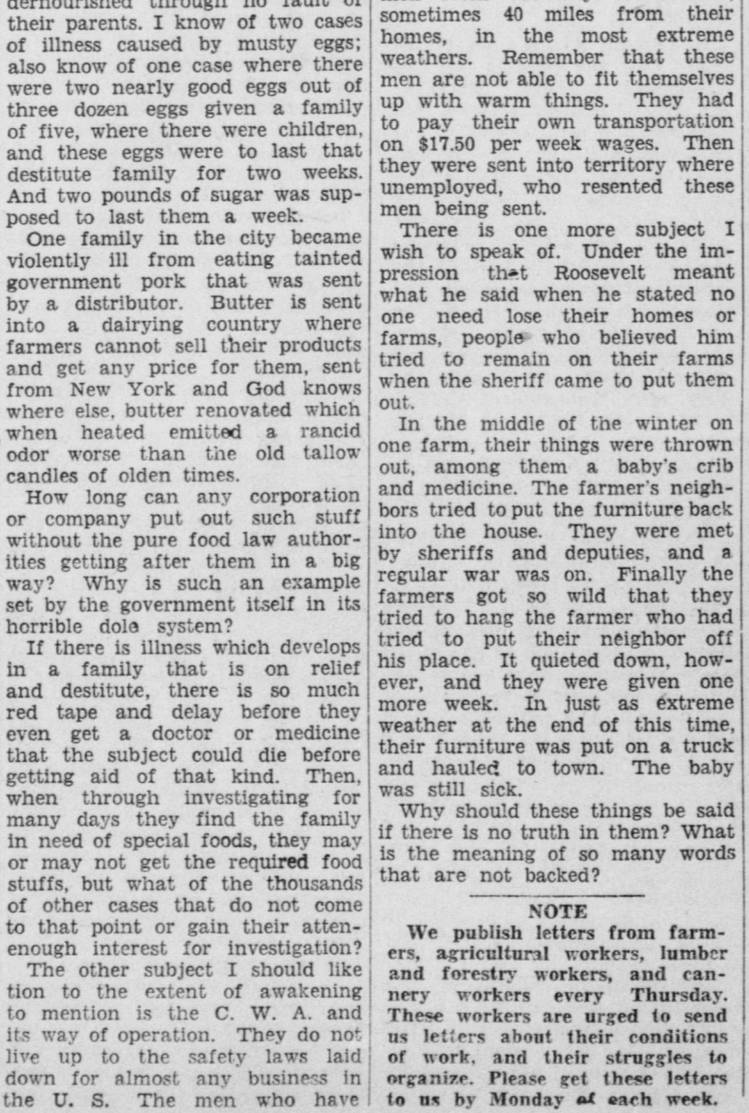 dernourished through no fault of
their parents. I know of two cases
of illness caused by musty eggs;
also know of one case where there
were two nearly good eggs out of
three dozen eggs given a family
of five, where there were children,
and these eggs were to last that
destitute family for two weeks.
And two pounds of sugar was sup-
posed to last them a week.
One family in the city became
violently ill from eating tainted
government pork that was sent
by a distributor. Butter is sent
into a dairying country where
farmers cannot sell their products
and get any price for them, sent
from New York and God knows
where else, butter renovated which
when heated emitted a rancid
odor worse than the old tallow
candles of olden times.
How long can any corporation
or company put out such stuff
without the pure food law author-
ities getting after them in a big
way? Why is such an example
set by the government itself in its
horrible dole system?
If there is illness which develops
in a family that is on relief
and destitute, there is so much
red tape and delay before they
even get a doctor or medicine
that the subject could die before
getting aid of that kind. Then,
when through investigating for
many days they find the family
in need of special foods, they may
or may not get the required food
stuffs, but what of the thousands
of other cases that do not come
to that point or gain their atten-
enough interest for investigation?
The other subject I should like
tion to the extent of awakening
to mention is the C. W. A. and
its way of operation. They do not
live up to the safety laws laid
down for almost any business in
the U. S. The men who have
sometimes 40 miles from their
homes, in the most extreme
weathers. Remember that these
men are not able to fit themselves
up with warm things. They had
to pay their own transportation
on $17.50 per week wages. Then
they were sent into territory where
unemployed, who resented these
men being sent.
There is one more subject I
wish to speak of. Under the im-
pression that Roosevelt meant
what he said when he stated no
one need lose their homes or
farms, people who believed him
tried to remain on their farms
when the sheriff came to put them
out.
In the middle of the winter on
one farm, their things were thrown
out, among them a baby's crib
and medicine. The farmer's neigh-
bors tried to put the furniture back
into the house. They were met
by sheriffs and deputies, and a
regular war was on. Finally the
farmers got so wild that they
tried to hang the farmer who had
tried to put their neighbor off
his place. It quieted down, how-
ever, and they were given one
more week. In just as extreme
weather at the end of this time,
their furniture was put on a truck
and hauled to town. The baby
was still sick.
Why should these things be said
if there is no truth in them? What
is the meaning of so many words
that are not backed?
NOTE
We publish letters from farm-
ers, agricultural workers, lumber
and forestry workers, and can-
nery workers every Thursday.
These workers are urged to send
us letters about their conditions
of work, and their struggles to
organize. Please get these letters
to us by Monday of each week.